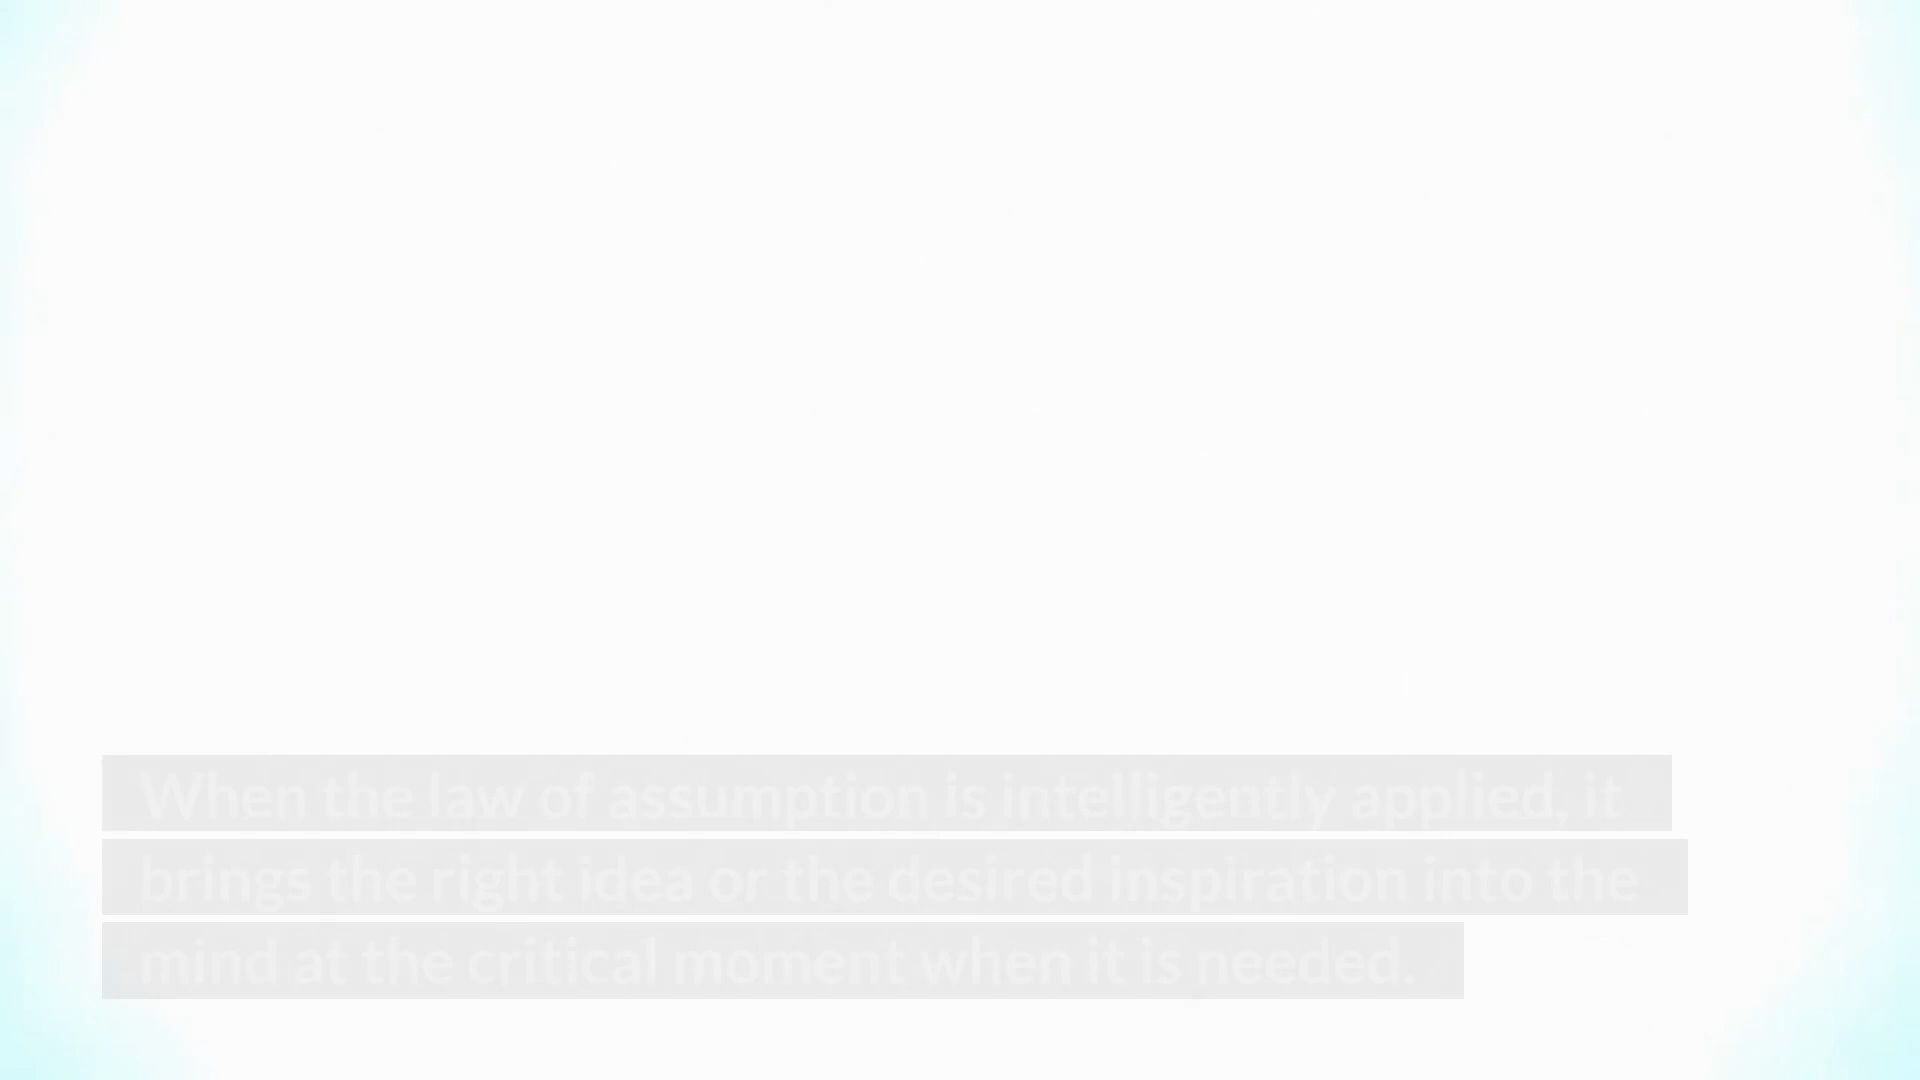 When the law of assumption is intelligently applied, it
brings the right idea or the desired inspiration into the
mind at the critical moment when it is needed.